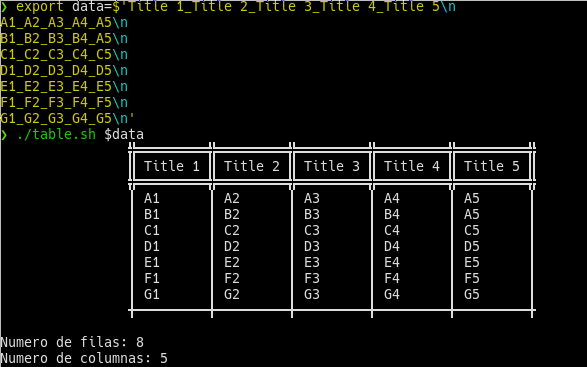 ❯ export data=$'Title 1_Title 2_Title 3_Title 4_Title 5\n
A1_A2_A3_A4_A5\n
B1_B2_B3_B4_A5\n
C1_C2_C3_C4_C5\n
D1_D2_D3_D4_D5\n
E1_E2_E3_E4_E5\n
F1_F2_F3_F4_F5\n
G1_G2_G3_G4_G5\n'
❯ ./table.sh $data
Title 1 Title 2 Title 3 Title 4 Title 5
A1 A2 A3 A4 A5
B1 B2 B3 B4 A5
C1 C2 C3 C4 C5
D1 D2 D3 D4 D5
E1 E2 E3 E4 E5
F1 F2 F3 F4 F5
G1 G2 G3 G4 G5
Numero de filas: 8
Numero de columnas: 5